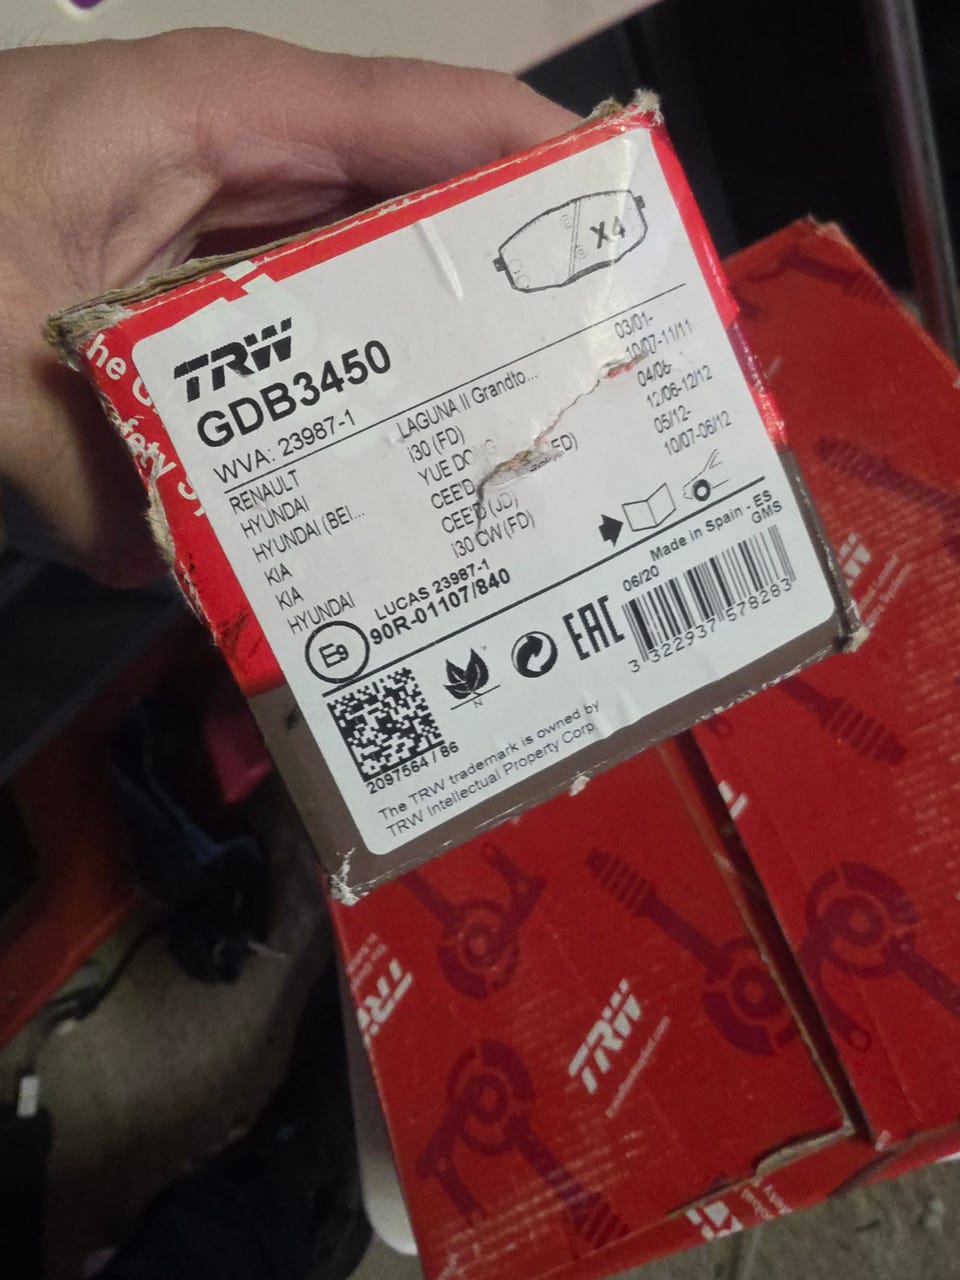 X4
TRW
GDB3450
WVA: 23987-1
RENAULT LAGUNA II Grandto... 03/01-
HYUNDAI i30 (FD) 10/07-11/11
HYUNDAI (BEI... YUE DONG 04/06-
KIA CEE'D ED) 12/06-12/12
KIA CEE'D (JD) 05/12-
HYUNDAI i30 CW (FD) 10/07-06/12
LUCAS 23987-1
90R-01107/840
E9
06/20
Made in Spain - ES
GMS
EAC
3 322937 578283
N
2097564 / 86
The TRW trademark is owned by
TRW Intellectual Property Corp
TRW
TRW